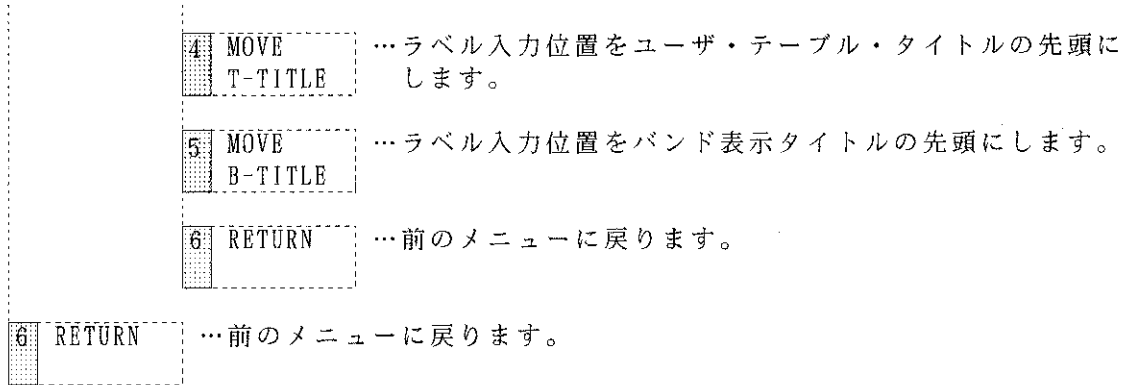 4 MOVE …ラベル入力位置をユーザ・テーブル・タイトルの先頭に
T-TITLE します。
5 MOVE …ラベル入力位置をバンド表示タイトルの先頭にします。
B-TITLE
6 RETURN …前のメニューに戻ります。
6 RETURN …前のメニューに戻ります。